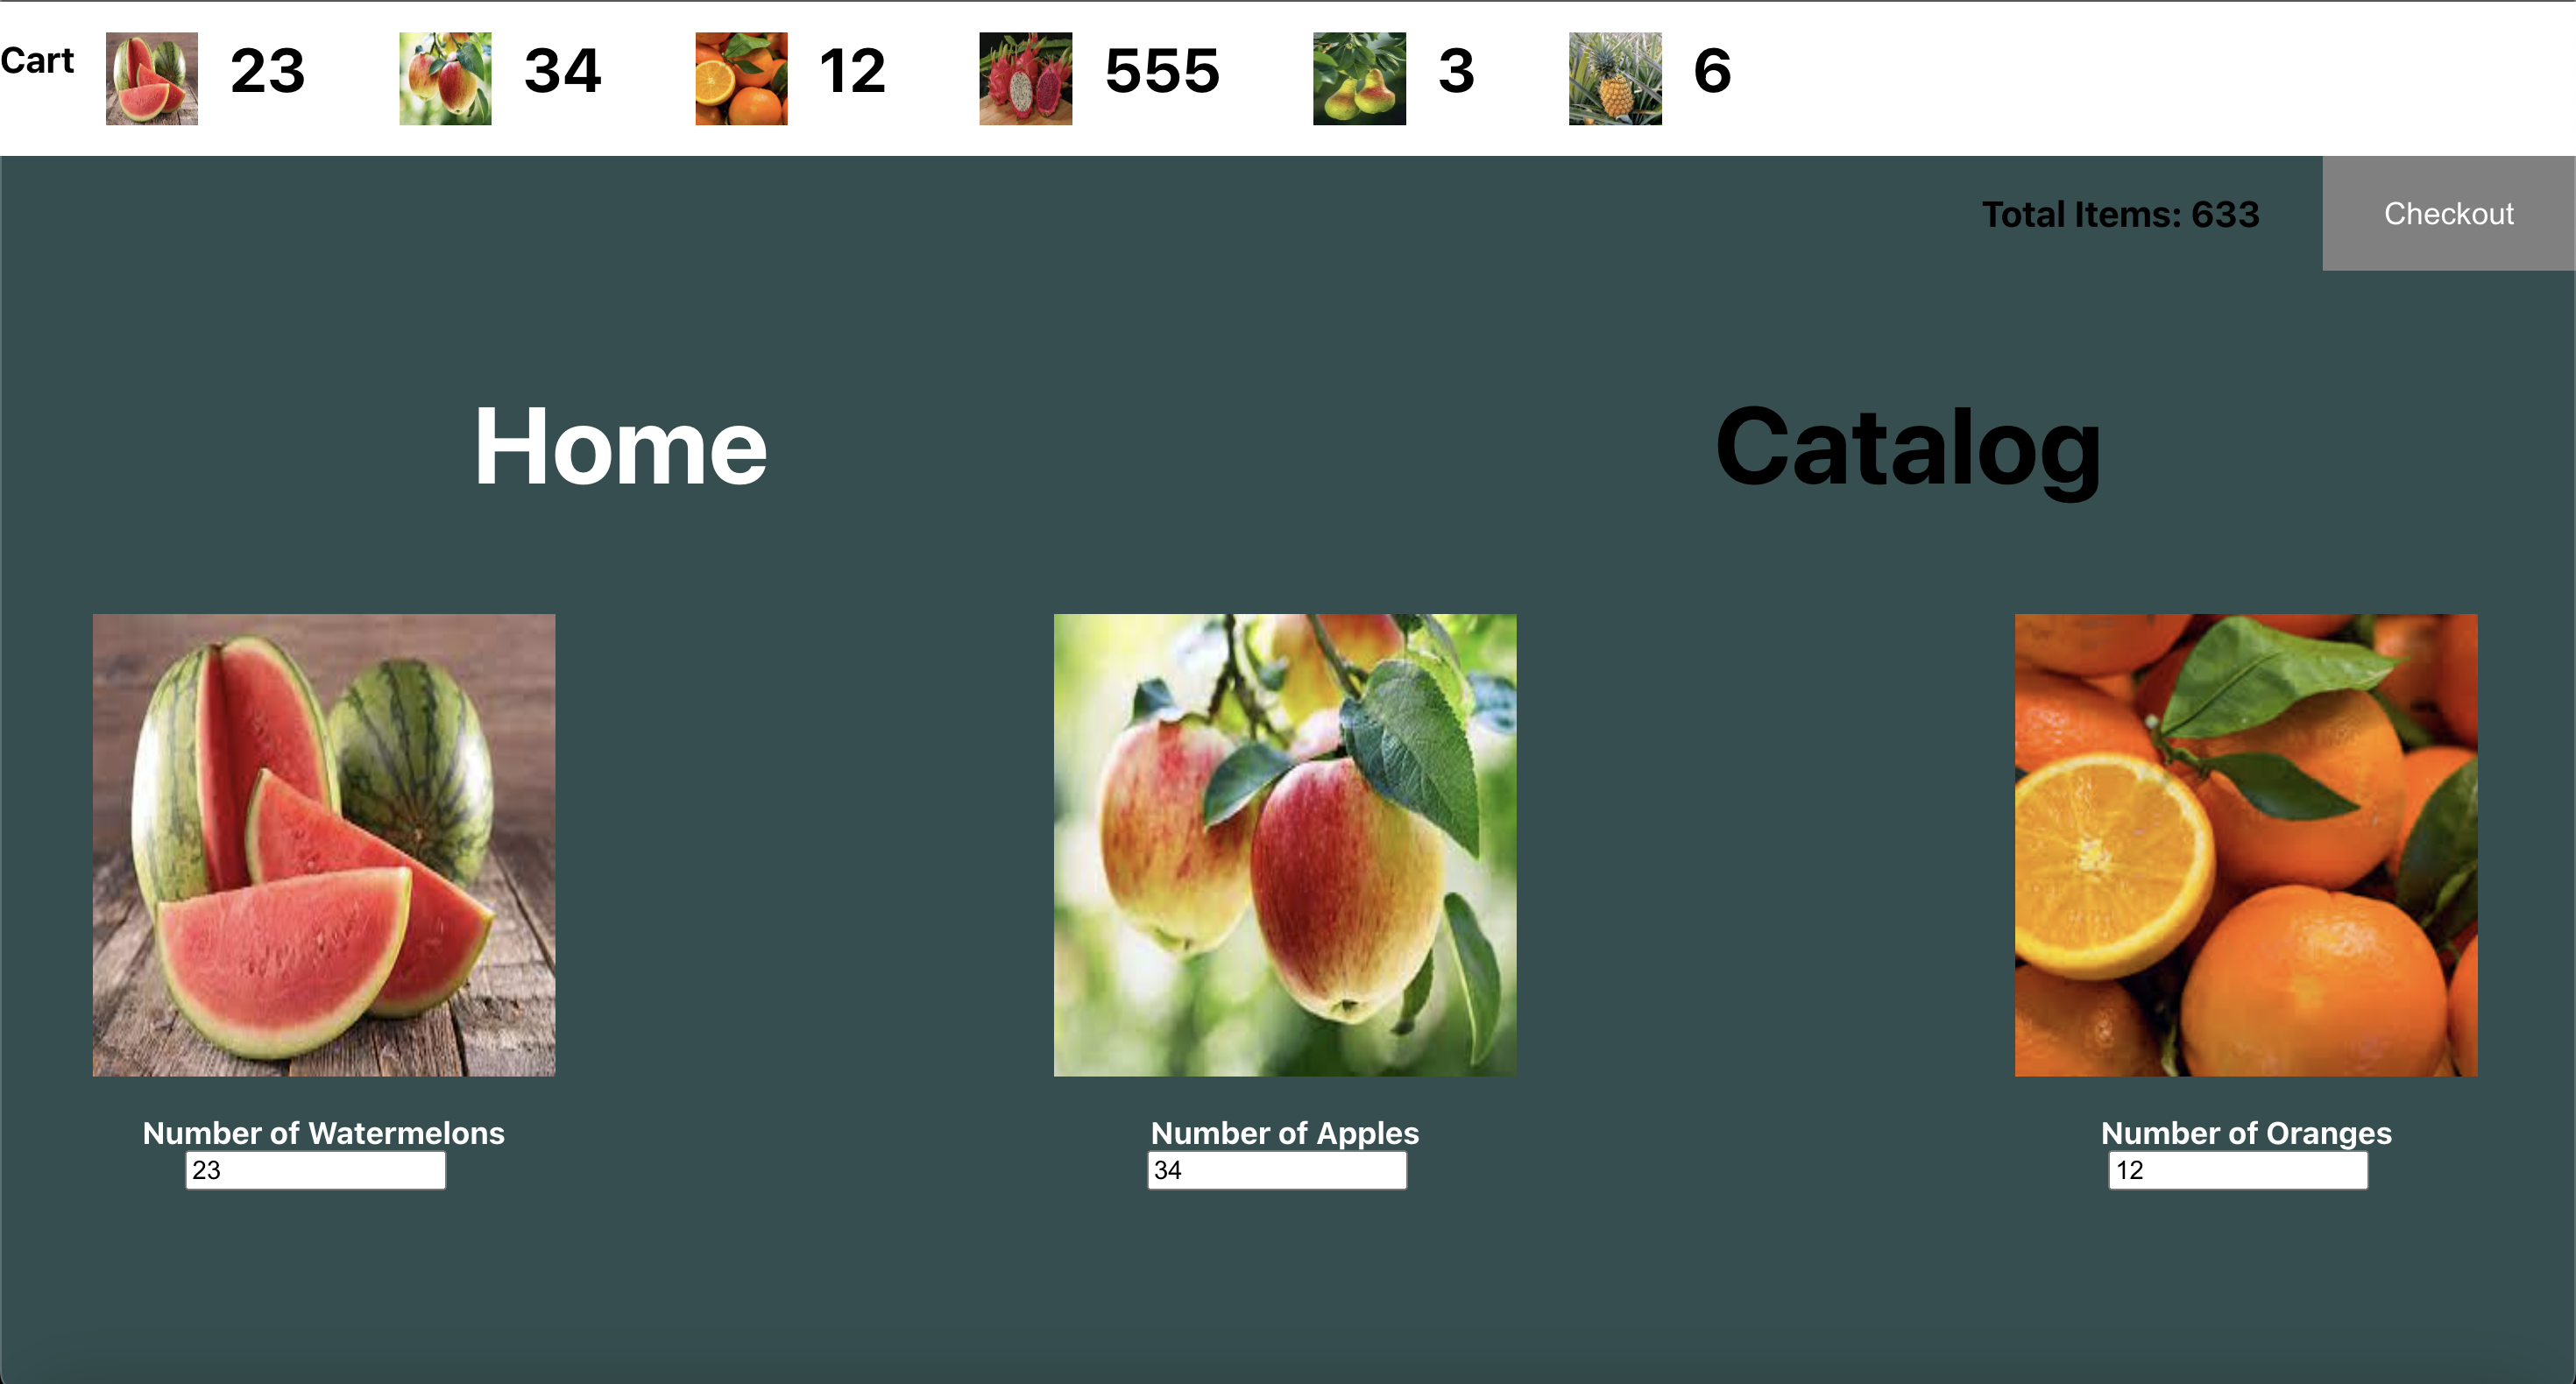 Cart 23 34 12 555 3 6
Total Items: 633 Checkout
Home Catalog
Number of Watermelons Number of Apples Number of Oranges
23 34 12